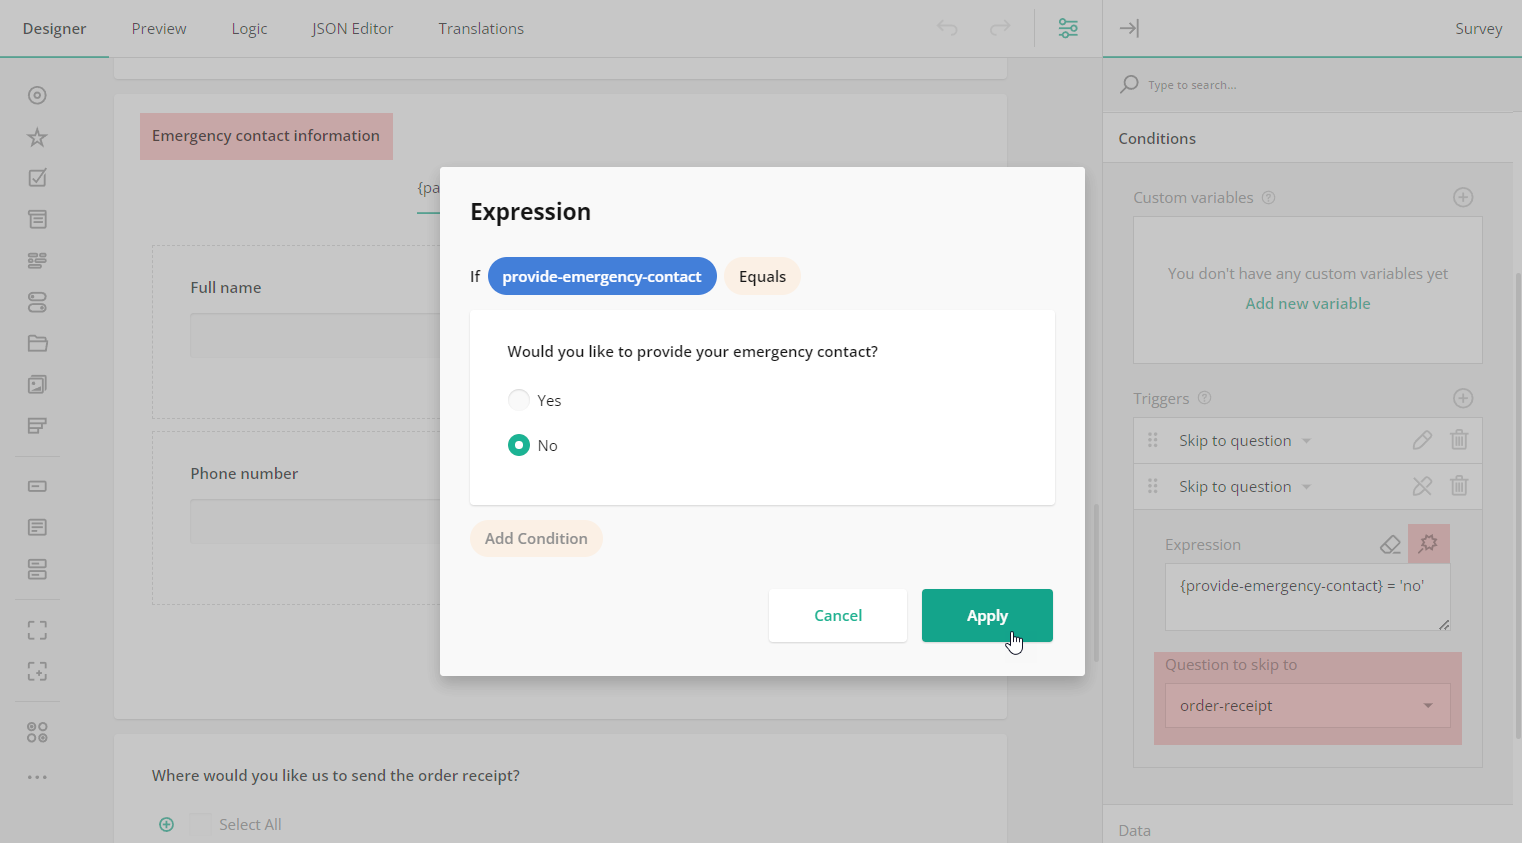 Designer
Preview
Logic
JSON Editor
Translations
Survey
Type to search...
Emergency contact information
{pa
Full name
Phone number
Where would you like us to send the order receipt?
Select All
Expression
If provide-emergency-contact Equals
Would you like to provide your emergency contact?
Yes
No
Add Condition
Cancel
Apply
Conditions
Custom variables
You don't have any custom variables yet
Add new variable
Triggers
Skip to question
Skip to question
Expression
{provide-emergency-contact} = 'no'
Question to skip to
order-receipt
Data